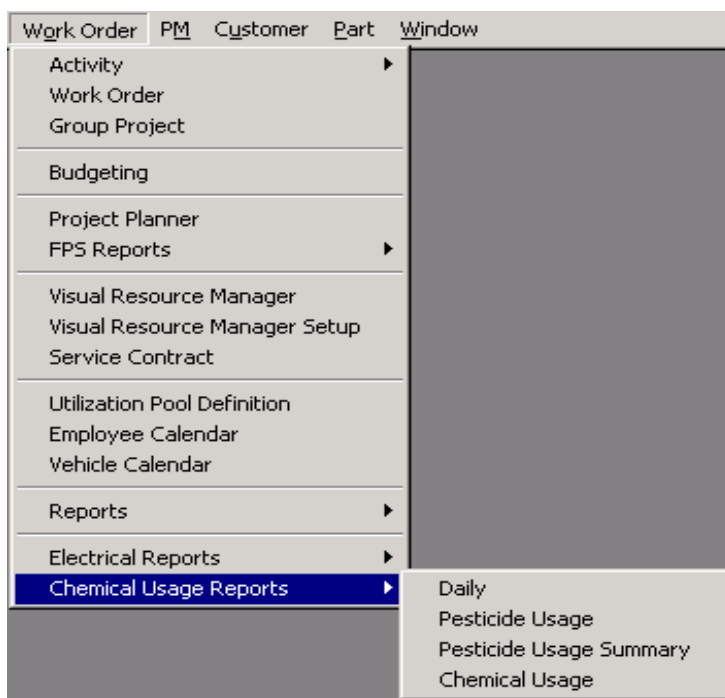 Work Order PM Customer Part Window
Activity
Work Order
Group Project
Budgeting
Project Planner
FPS Reports
Visual Resource Manager
Visual Resource Manager Setup
Service Contract
Utilization Pool Definition
Employee Calendar
Vehicle Calendar
Reports
Electrical Reports
Chemical Usage Reports
Daily
Pesticide Usage
Pesticide Usage Summary
Chemical Usage